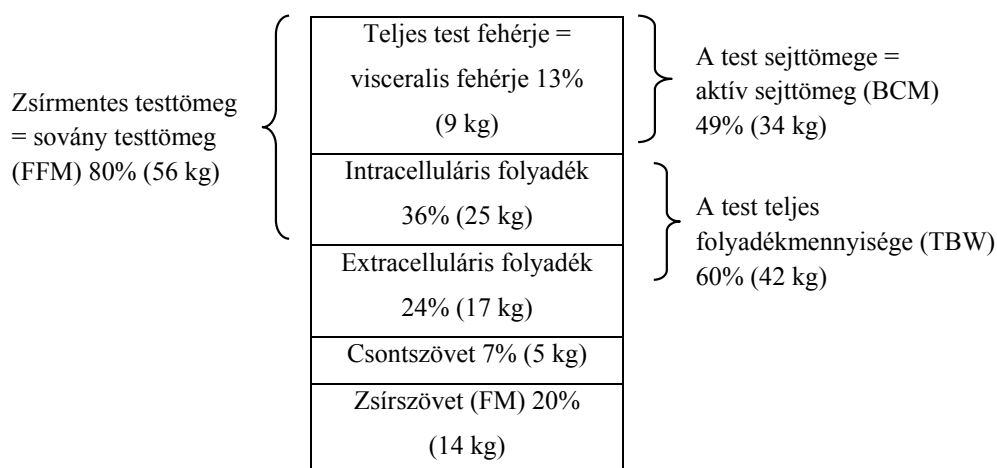 Zsírmentes testtömeg
= sovány testtömeg
(FFM) 80% (56 kg)
Teljes test fehérje =
visceralis fehérje 13%
(9 kg)
Intracelluláris folyadék
36% (25 kg)
Extracelluláris folyadék
24% (17 kg)
Csontszövet 7% (5 kg)
Zsírszövet (FM) 20%
(14 kg)
A test sejttömege =
aktív sejttömeg (BCM)
49% (34 kg)
A test teljes
folyadékmennyisége (TBW)
60% (42 kg)